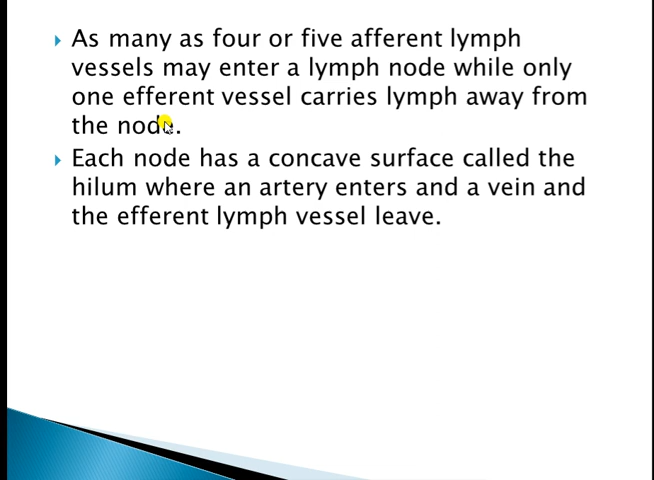 As many as four or five afferent lymph
vessels may enter a lymph node while only
one efferent vessel carries lymph away from
the node.
Each node has a concave surface called the
hilum where an artery enters and a vein and
the efferent lymph vessel leave.